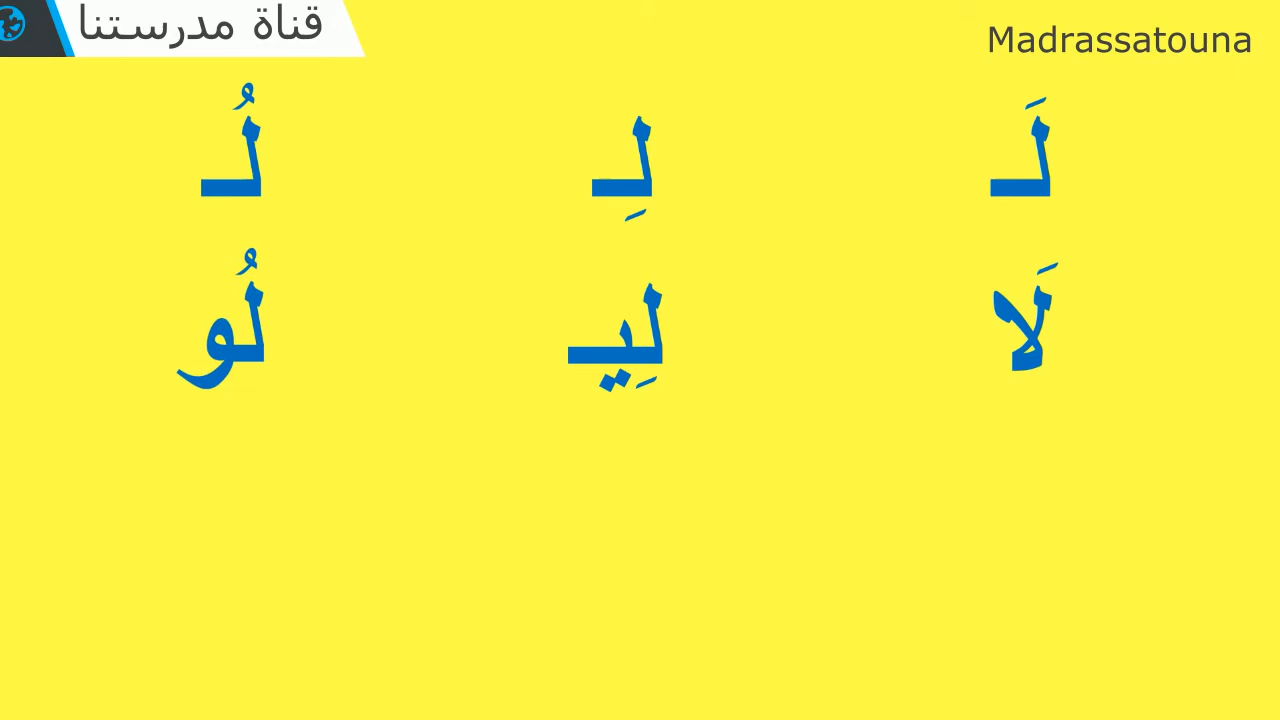 قناة مدرستنا
Madrassatouna
لَـ لِـ لُـ
لَا لِيـ لُو